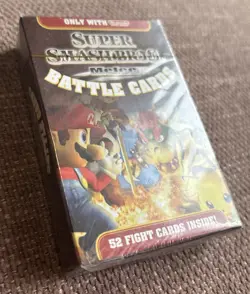 ONLY WITH
SUPER
SMASH BROS.
Melee
BATTLE CARDS
52 FIGHT CARDS INSIDE!